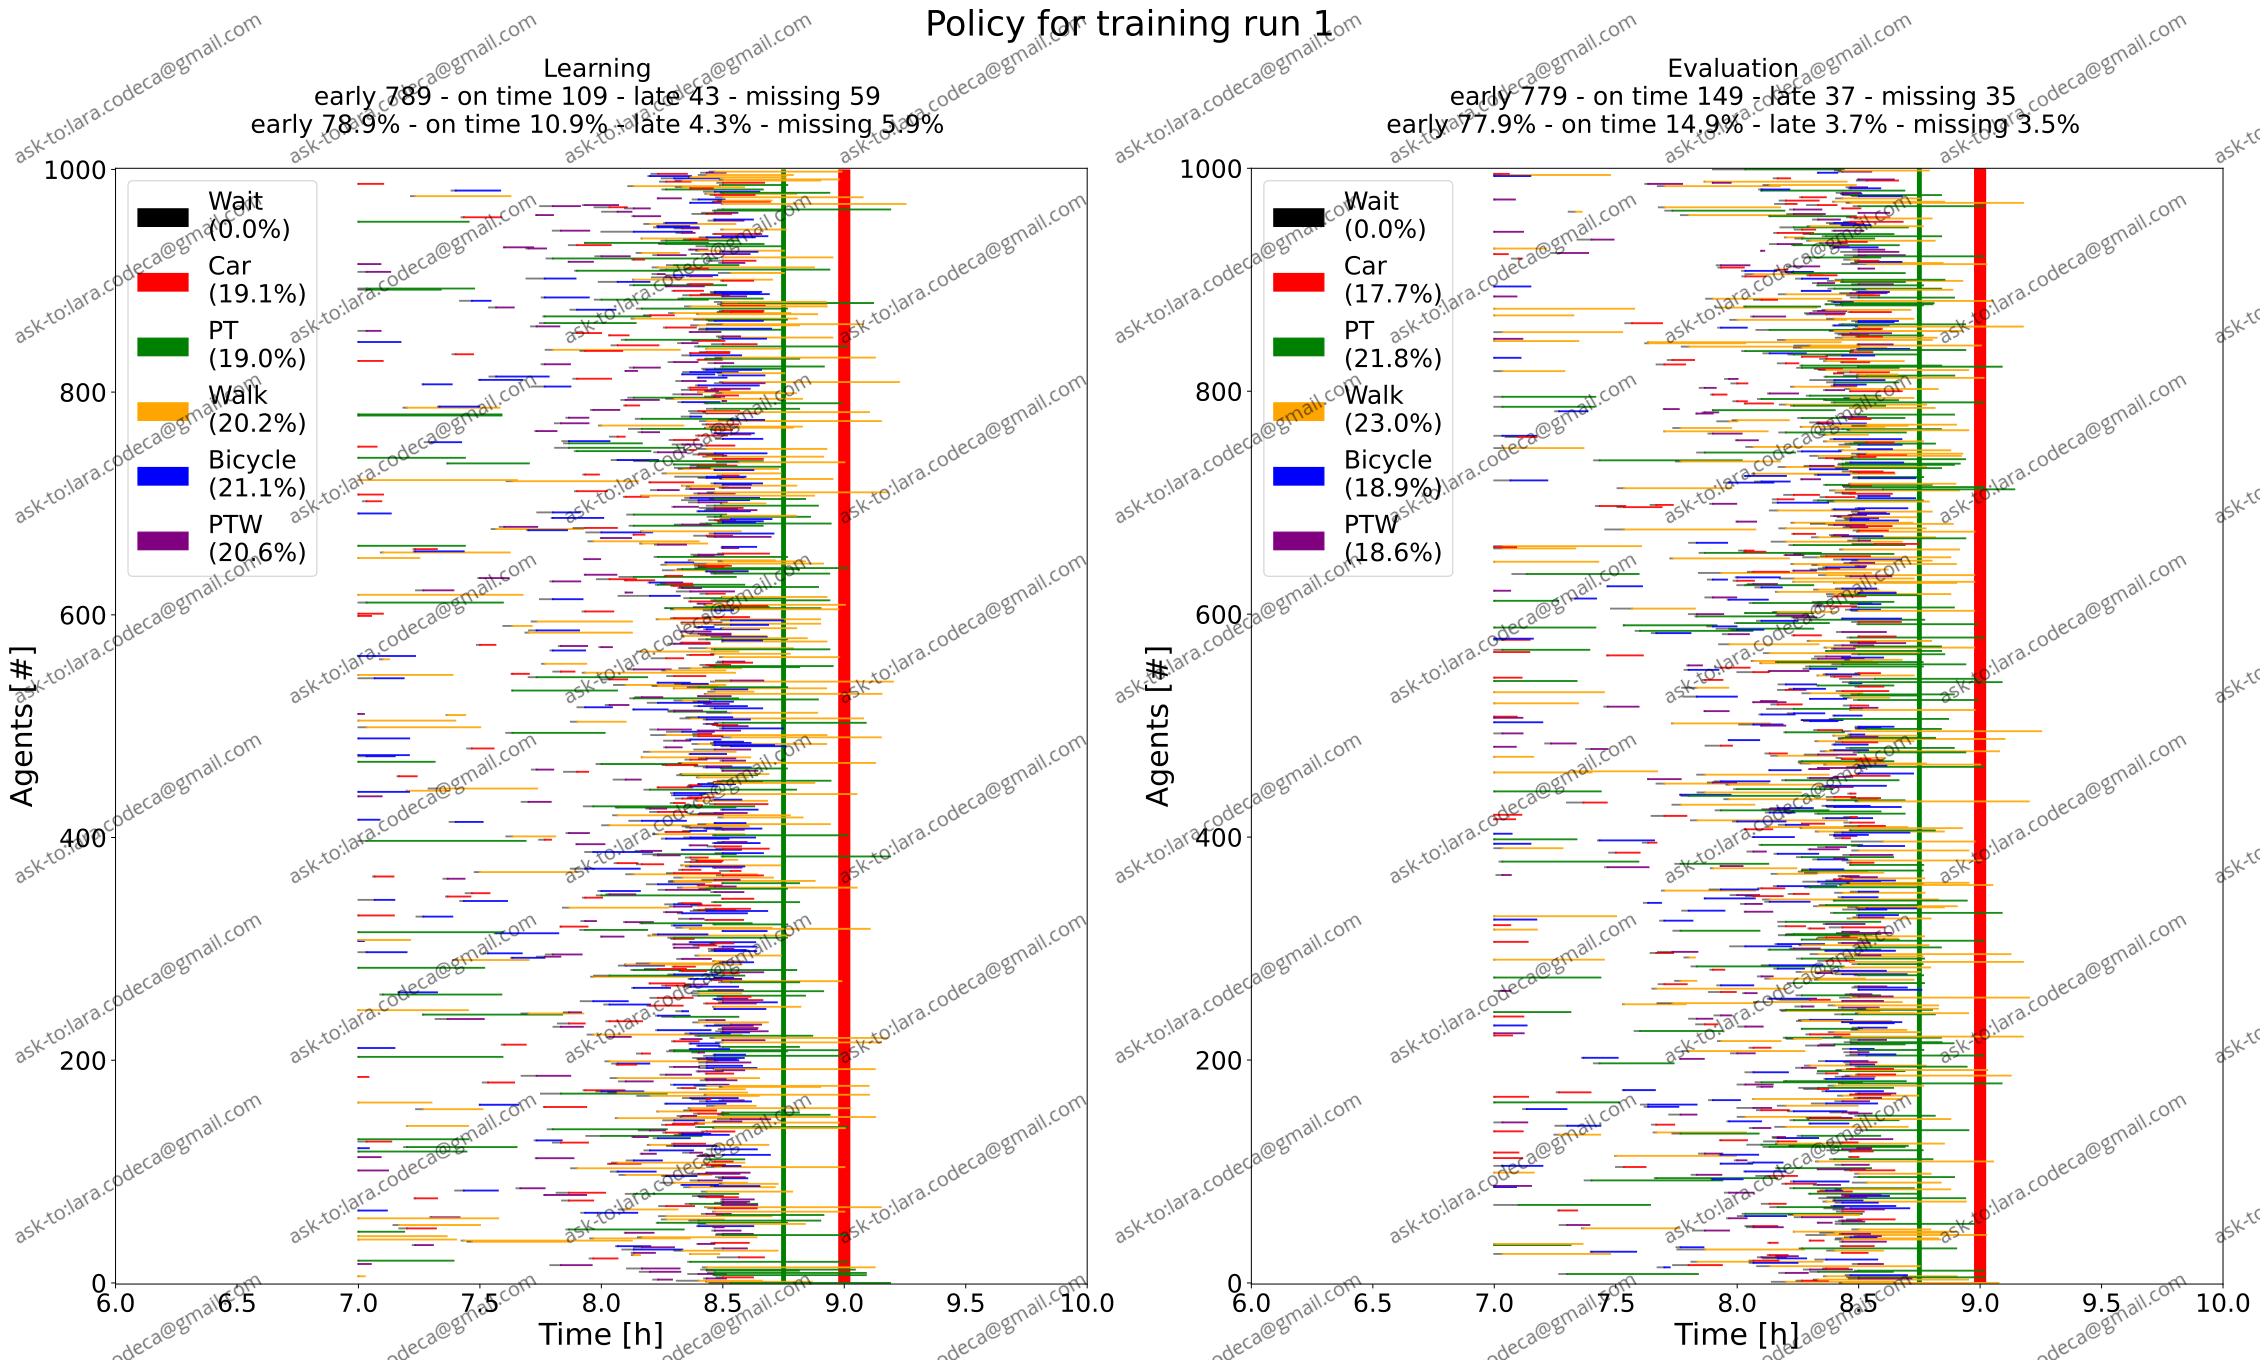 Policy for training run 1
Learning
early 789 - on time 109 - late 43 - missing 59
early 78.9% - on time 10.9% - late 4.3% - missing 5.9%
1000
800
600
400
200
0
Agents [#]
Wait
(0.0%)
Car
(19.1%)
PT
(19.0%)
Walk
(20.2%)
Bicycle
(21.1%)
PTW
(20.6%)
6.0 6.5 7.0 7.5 8.0 8.5 9.0 9.5 10.0
Time [h]
Evaluation
early 779 - on time 149 - late 37 - missing 35
early 77.9% - on time 14.9% - late 3.7% - missing 3.5%
1000
800
600
400
200
0
Agents [#]
Wait
(0.0%)
Car
(17.7%)
PT
(21.8%)
Walk
(23.0%)
Bicycle
(18.9%)
PTW
(18.6%)
6.0 6.5 7.0 7.5 8.0 8.5 9.0 9.5 10.0
Time [h]
ask-to:lara.codeca@gmail.com